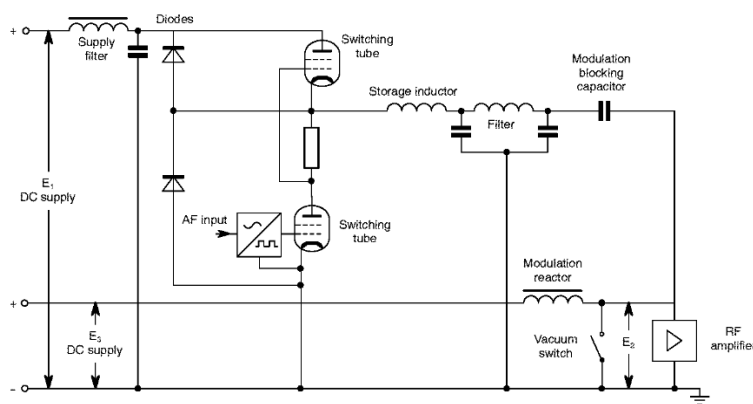 Diodes
+
Supply
filter
Switching
tube
Modulation
blocking
capacitor
Storage inductor
Filter
E1
DC supply
AF input
Switching
tube
Modulation
reactor
+
E3
DC supply
Vacuum
switch
E2
RF
amplifier
-